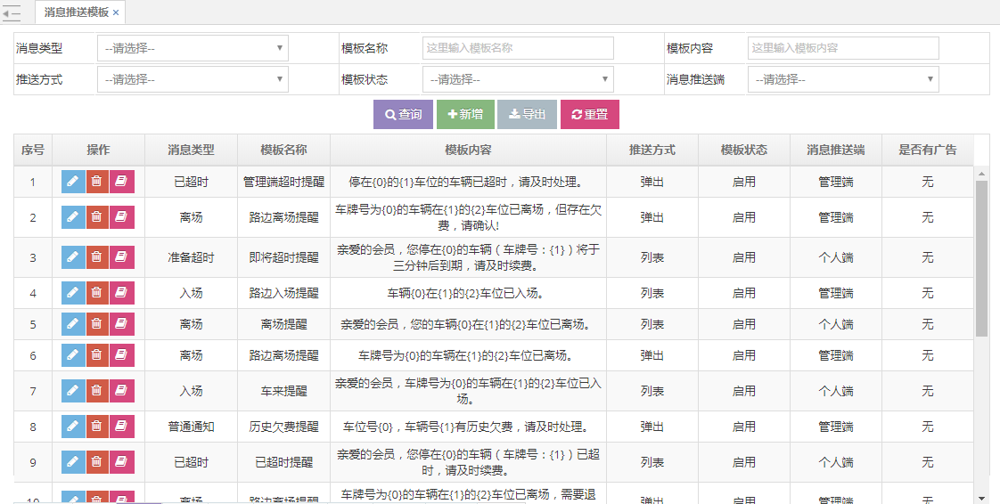 消息推送模板 ×
消息类型 --请选择-- 模板名称 这里输入模板名称 模板内容 这里输入模板内容
推送方式 --请选择-- 模板状态 --请选择-- 消息推送端 --请选择--
查询 新增 导出 重置
序号 操作 消息类型 模板名称 模板内容 推送方式 模板状态 消息推送端 是否有广告
1 已超时 管理端超时提醒 停在{0}的{1}车位的车辆已超时，请及时处理。 弹出 启用 管理端 无
2 离场 路边离场提醒 车牌号为{0}的车辆在{1}的{2}车位已离场，但存在欠
费，请确认! 弹出 启用 管理端 无
3 准备超时 即将超时提醒 亲爱的会员，您停在{0}的车辆（车牌号：{1}）将于
三分钟后到期，请及时续费。 列表 启用 个人端 无
4 入场 路边入场提醒 车辆{0}在{1}的{2}车位已入场。 列表 启用 管理端 无
5 离场 离场提醒 亲爱的会员，您的车辆{0}在{1}的{2}车位已离场。 列表 启用 个人端 无
6 离场 路边离场提醒 车牌号为{0}的车辆在{1}的{2}车位已离场。 弹出 启用 管理端 无
7 入场 车来提醒 亲爱的会员，车牌号为{0}的车辆在{1}的{2}车位已入
场。 列表 启用 个人端 无
8 普通通知 历史欠费提醒 车位号{0}，车辆号{1}有历史欠费，请及时处理。 弹出 启用 管理端 无
9 已超时 已超时提醒 亲爱的会员，您停在{0}的车辆（车牌号：{1}）已超
时，请及时续费。 列表 启用 个人端 无
10 离场 路边离场提醒 车牌号为{0}的车辆在{1}的{2}车位已离场，需要退
弹出 启用 管理端 无